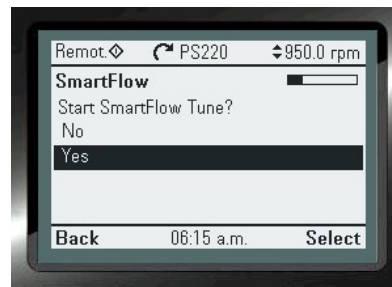 Remot. PS220 950.0 rpm
SmartFlow
Start SmartFlow Tune?
No
Yes
Back 06:15 a.m. Select